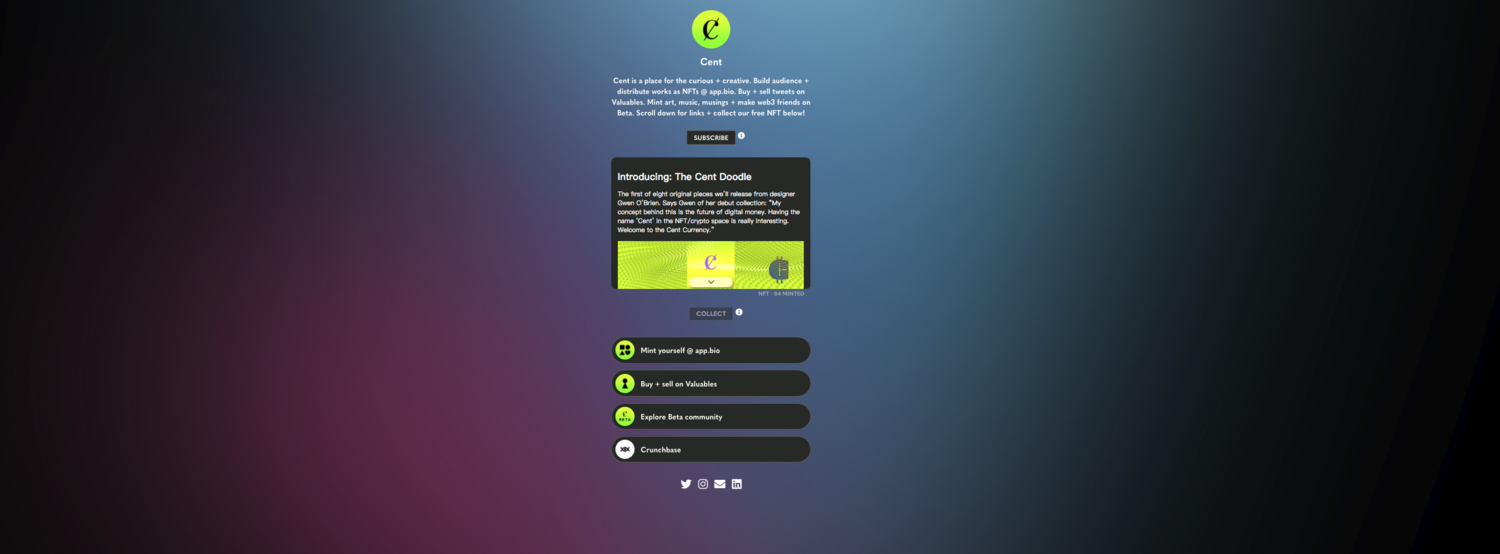 Cent
Cent is a place for the curious + creative. Build audience +
distribute works as NFTs @ app.bio. Buy + sell tweets on
Valuables. Mint art, music, musings + make web3 friends on
Beta. Scroll down for links + collect our free NFT below!
SUBSCRIBE
Introducing: The Cent Doodle
The first of eight original pieces we'll release from designer
Gwen O'Brien. Says Gwen of her debut collection: "My
concept behind this is the future of digital money. Having the
name 'Cent' in the NFT/crypto space is really interesting.
Welcome to the Cent Currency."
NFT · 84 MINTED
COLLECT
Mint yourself @ app.bio
Buy + sell on Valuables
BETA
Explore Beta community
Crunchbase